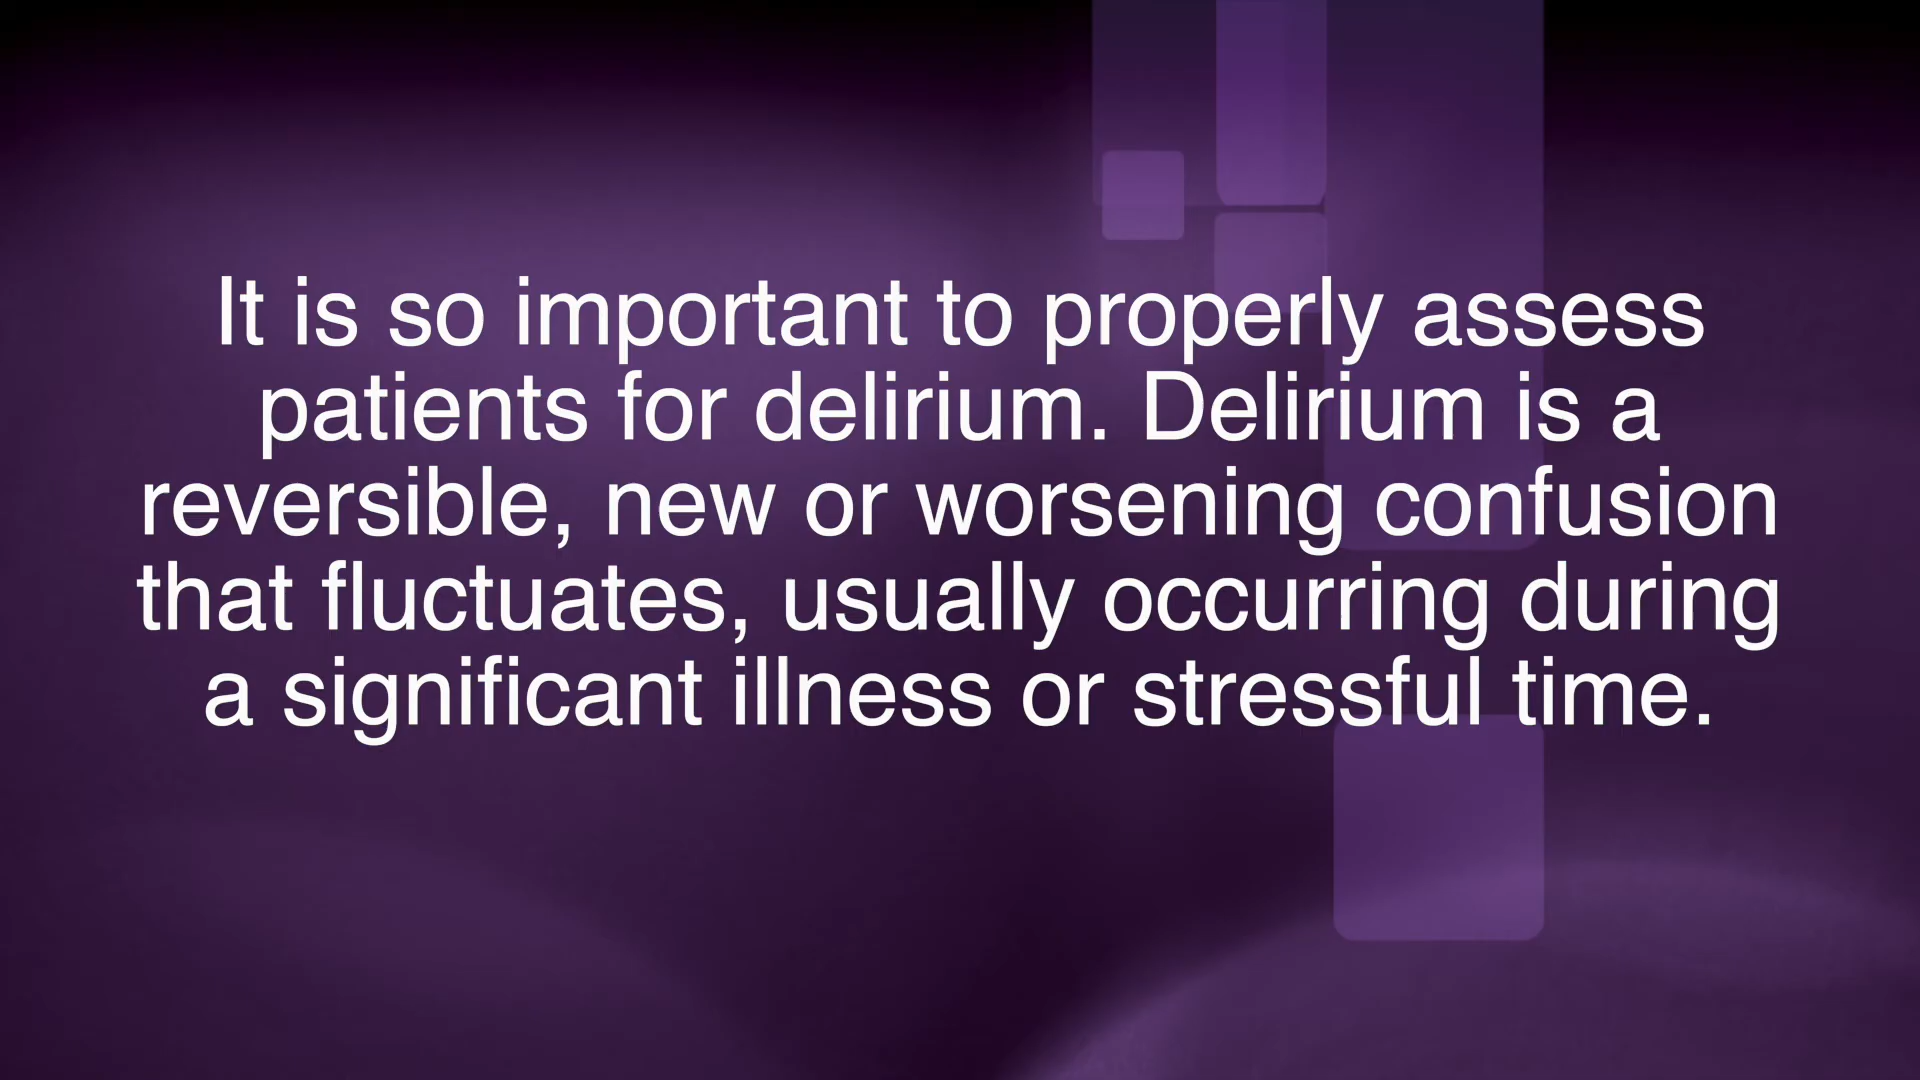 It is so important to properly assess
patients for delirium. Delirium is a
reversible, new or worsening confusion
that fluctuates, usually occurring during
a significant illness or stressful time.